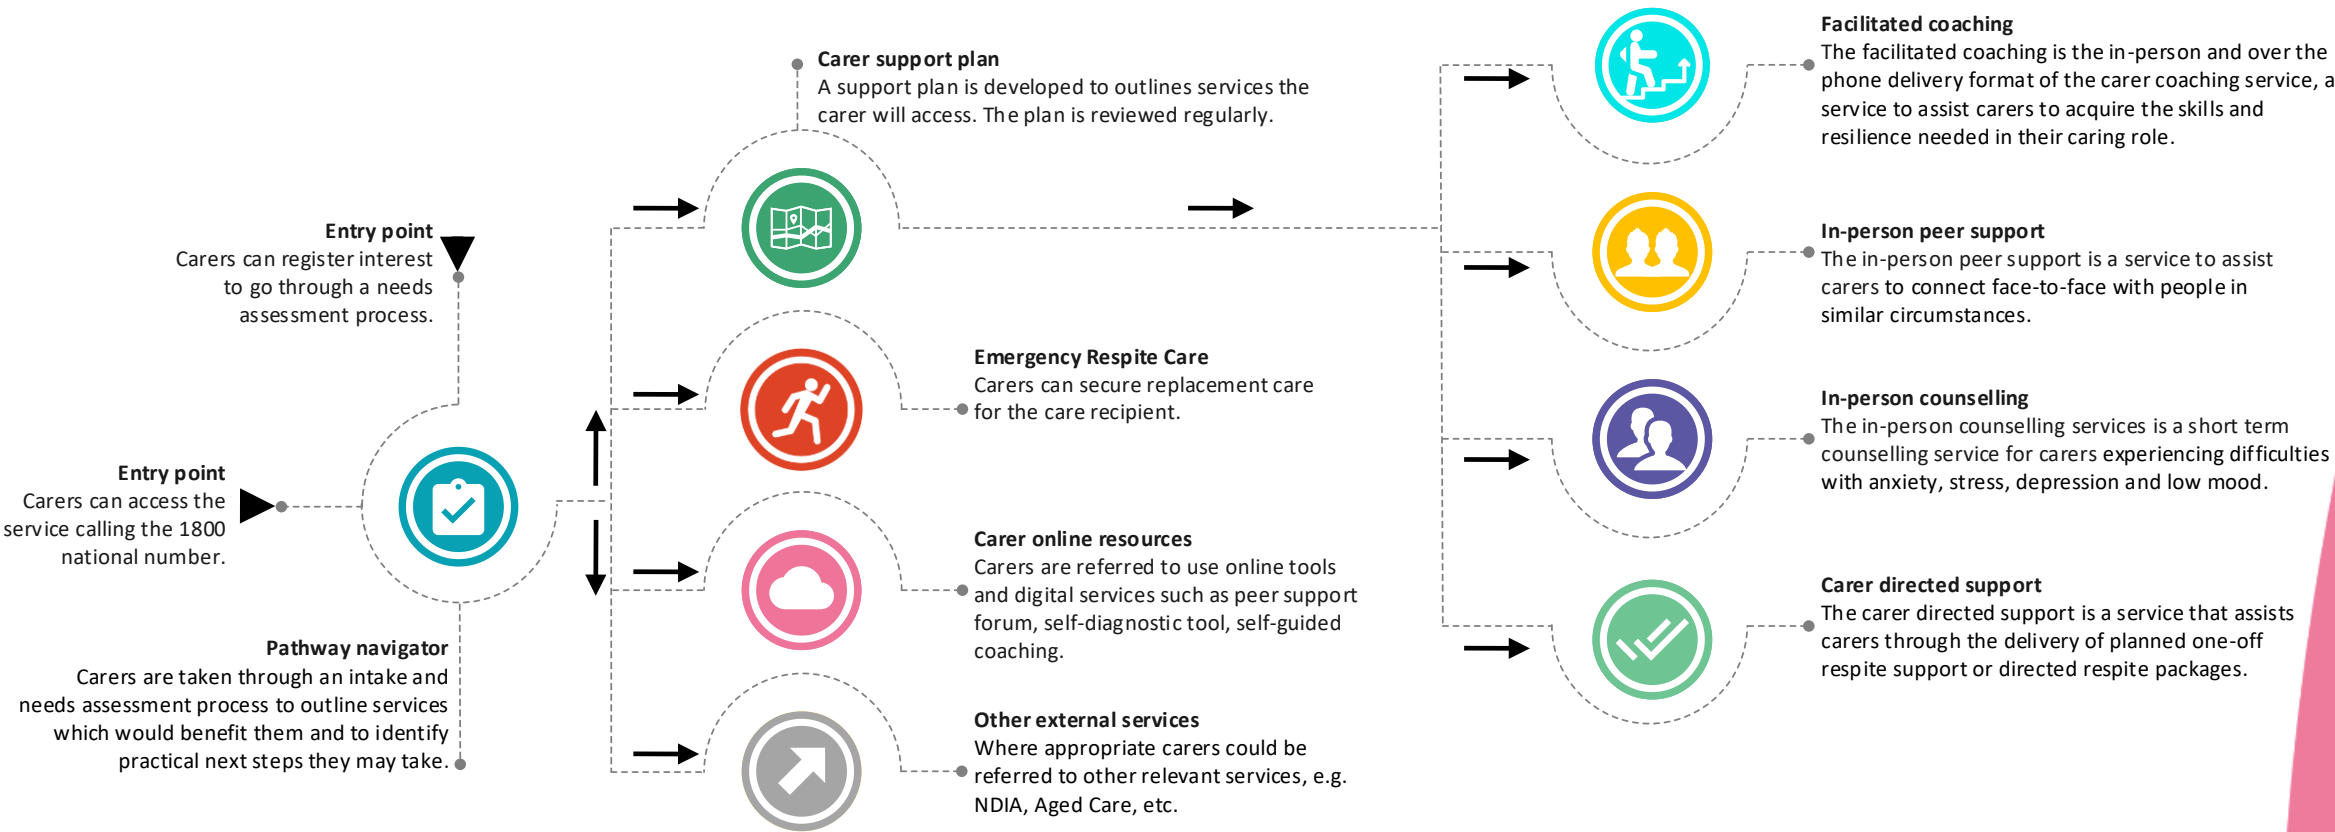 Entry point
Carers can register interest
to go through a needs
assessment process.
Entry point
Carers can access the
service calling the 1800
national number.
Pathway navigator
Carers are taken through an intake and
needs assessment process to outline services
which would benefit them and to identify
practical next steps they may take.
Carer support plan
A support plan is developed to outlines services the
carer will access. The plan is reviewed regularly.
Emergency Respite Care
Carers can secure replacement care
for the care recipient.
Carer online resources
Carers are referred to use online tools
and digital services such as peer support
forum, self-diagnostic tool, self-guided
coaching.
Other external services
Where appropriate carers could be
referred to other relevant services, e.g.
NDIA, Aged Care, etc.
Facilitated coaching
The facilitated coaching is the in-person and over the
phone delivery format of the carer coaching service, a
service to assist carers to acquire the skills and
resilience needed in their caring role.
In-person peer support
The in-person peer support is a service to assist
carers to connect face-to-face with people in
similar circumstances.
In-person counselling
The in-person counselling services is a short term
counselling service for carers experiencing difficulties
with anxiety, stress, depression and low mood.
Carer directed support
The carer directed support is a service that assists
carers through the delivery of planned one-off
respite support or directed respite packages.